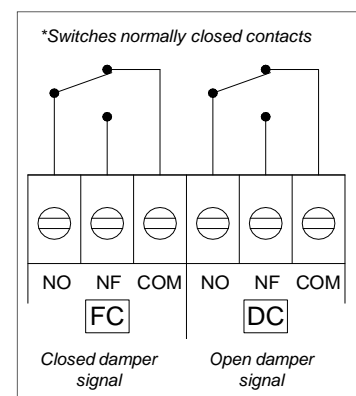 *Switches normally closed contacts
NO NF COM NO NF COM
FC DC
Closed damper signal
Open damper signal